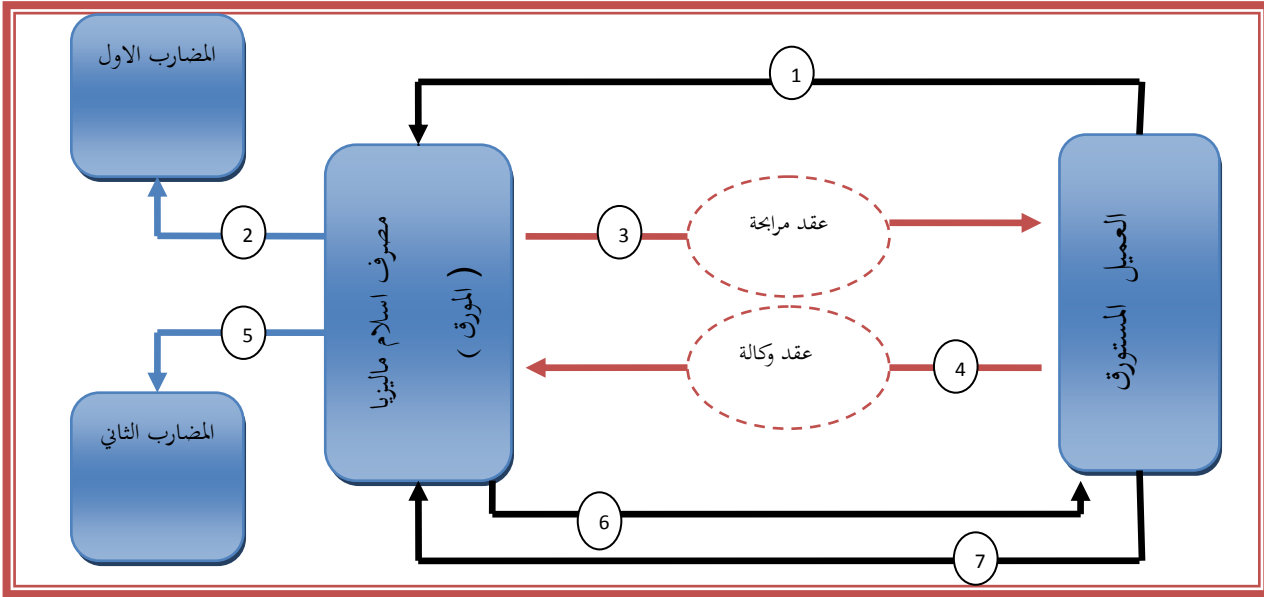 المضارب الاول
1
العميل المستورق
مصرف اسلام ماليزيا
( المورق )
عقد مرابحة
2
3
عقد وكالة
5
4
المضارب الثاني
6
7